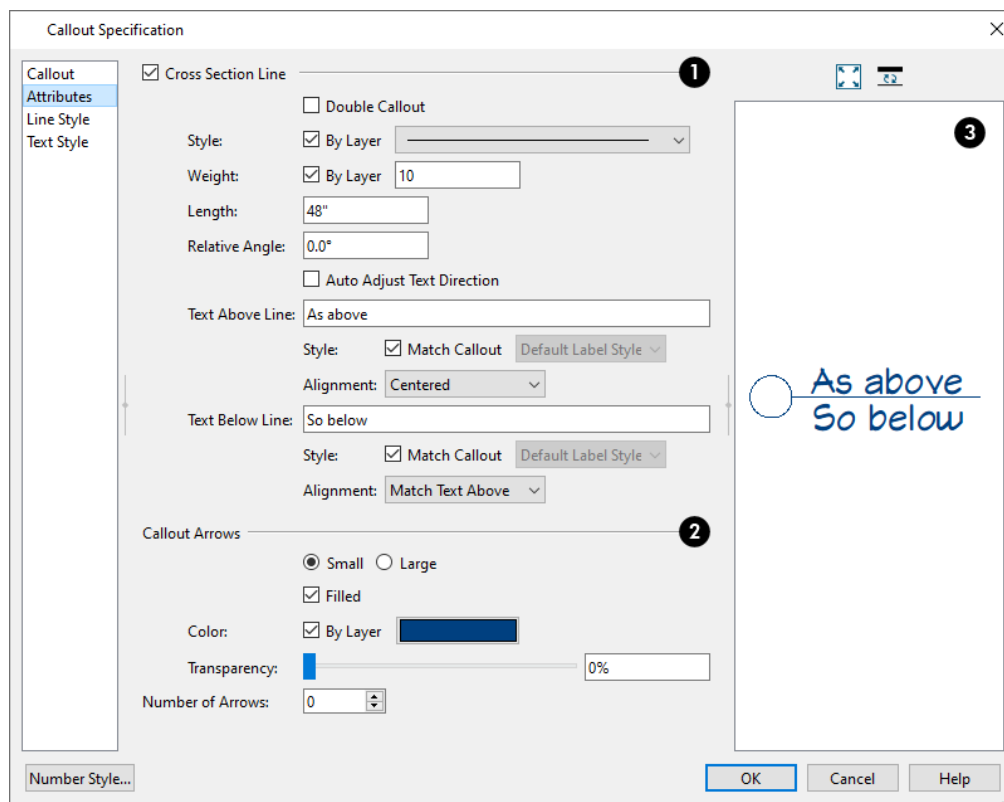 Callout Specification
Callout
Attributes
Line Style
Text Style
Cross Section Line
1
Double Callout
Style: By Layer
Weight: By Layer 10
Length: 48"
Relative Angle: 0.0°
Auto Adjust Text Direction
Text Above Line: As above
Style: Match Callout Default Label Style
Alignment: Centered
Text Below Line: So below
Style: Match Callout Default Label Style
Alignment: Match Text Above
Callout Arrows
2
Small Large
Filled
Color: By Layer
Transparency: 0%
Number of Arrows: 0
3
As above
So below
Number Style... OK Cancel Help